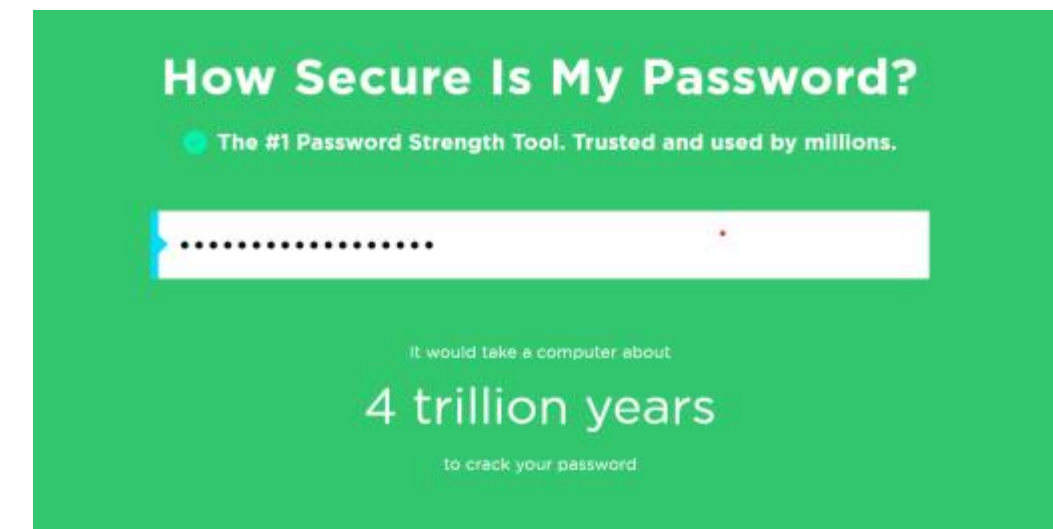 How Secure Is My Password?
The #1 Password Strength Tool. Trusted and used by millions.
••••••••••••••••••
It would take a computer about
4 trillion years
to crack your password